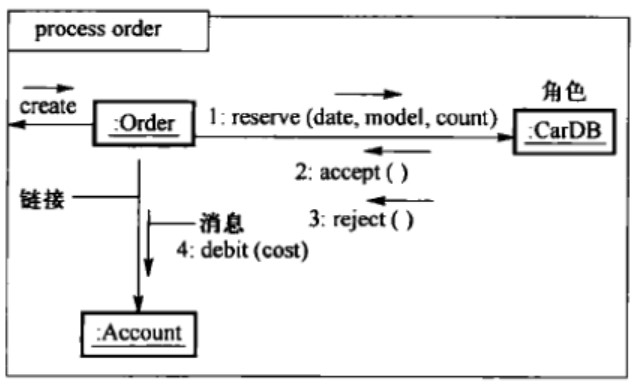 process order
create
:Order
1: reserve (date, model, count)
角色
:CarDB
2: accept ( )
链接
消息
3: reject ( )
4: debit (cost)
:Account